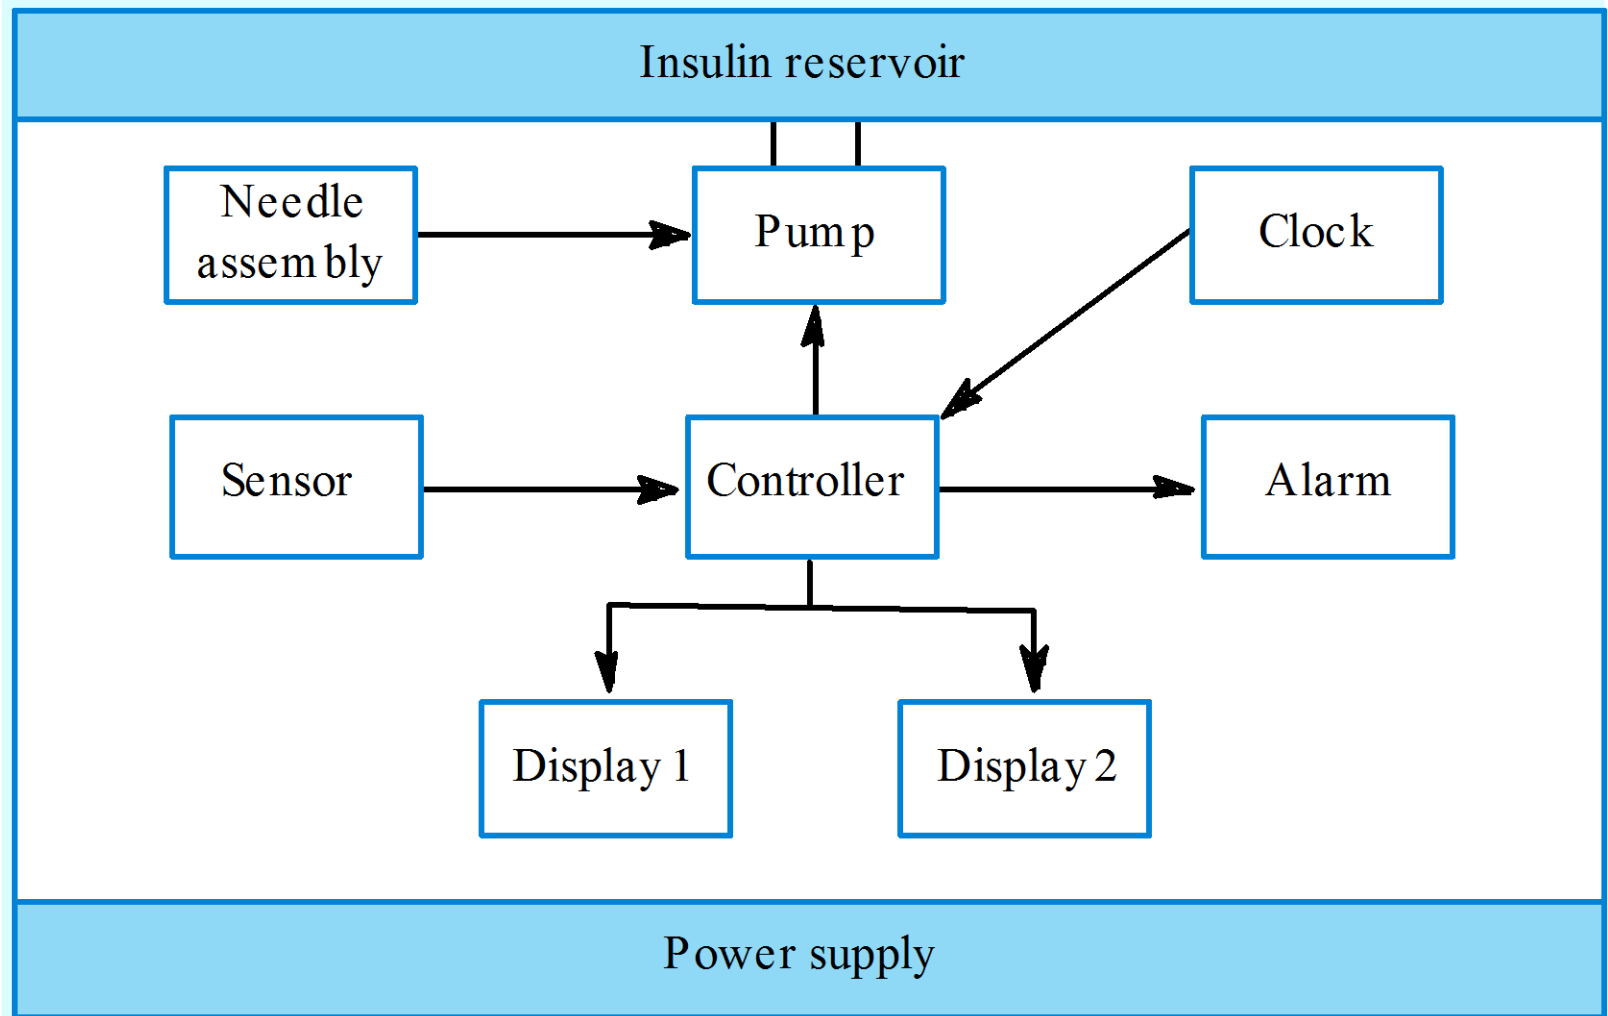 Insulin reservoir
Needle
assembly
Pump
Clock
Sensor
Controller
Alarm
Display 1
Display 2
Power supply